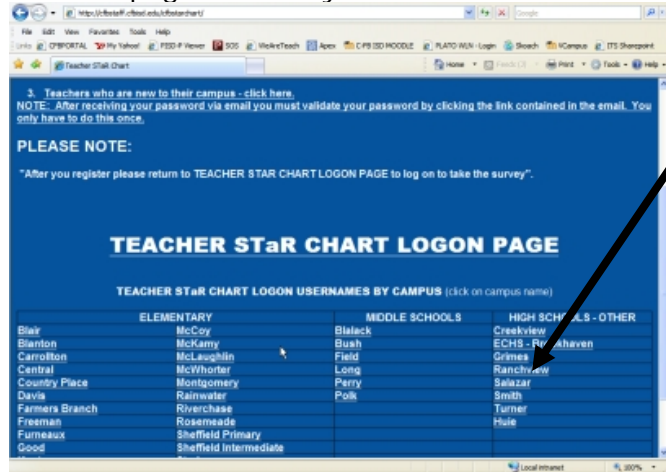 http://cfbstaff.cfbisd.edu/cfbstarchart/
Google
File Edit View Favorites Tools Help
Links CFBPORTAL My Yahoo! PISD-P Viewer SOS WeAreTeach Apex C-FB ISD MOODLE PLATO WLN - Login Skoach VCampus ITS Sharepoint
Teacher STaR Chart
Home Feeds Print Tools Help
3. Teachers who are new to their campus - click here.
NOTE: After receiving your password via email you must validate your password by clicking the link contained in the email. You
only have to do this once.
PLEASE NOTE:
"After you register please return to TEACHER STAR CHART LOGON PAGE to log on to take the survey".
TEACHER STaR CHART LOGON PAGE
TEACHER STaR CHART LOGON USERNAMES BY CAMPUS (click on campus name)
ELEMENTARY MIDDLE SCHOOLS HIGH SCHOOLS - OTHER
Blair McCoy Blalack Creekview
Blanton McKamy Bush ECHS - Brookhaven
Carrollton McLaughlin Field Grimes
Central McWhorter Long Ranchview
Country Place Montgomery Perry Salazar
Davis Rainwater Polk Smith
Farmers Branch Riverchase Turner
Freeman Rosemeade Huie
Furneaux Sheffield Primary
Good Sheffield Intermediate
Local intranet 100%